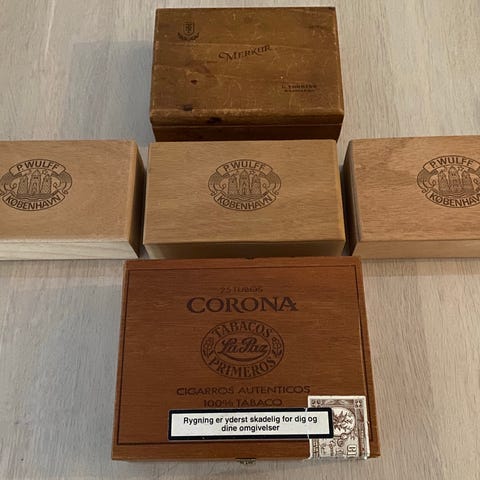 MERKUR
P. WULFF
KØBENHAVN
P. WULFF
KØBENHAVN
P. WULFF
KØBENHAVN
25 TUBOS
CORONA
TABACOS
La Paz
PRIMEROS
CIGARROS AUTENTICOS
100% TABACO
Rygning er yderst skadelig for dig og
dine omgivelser